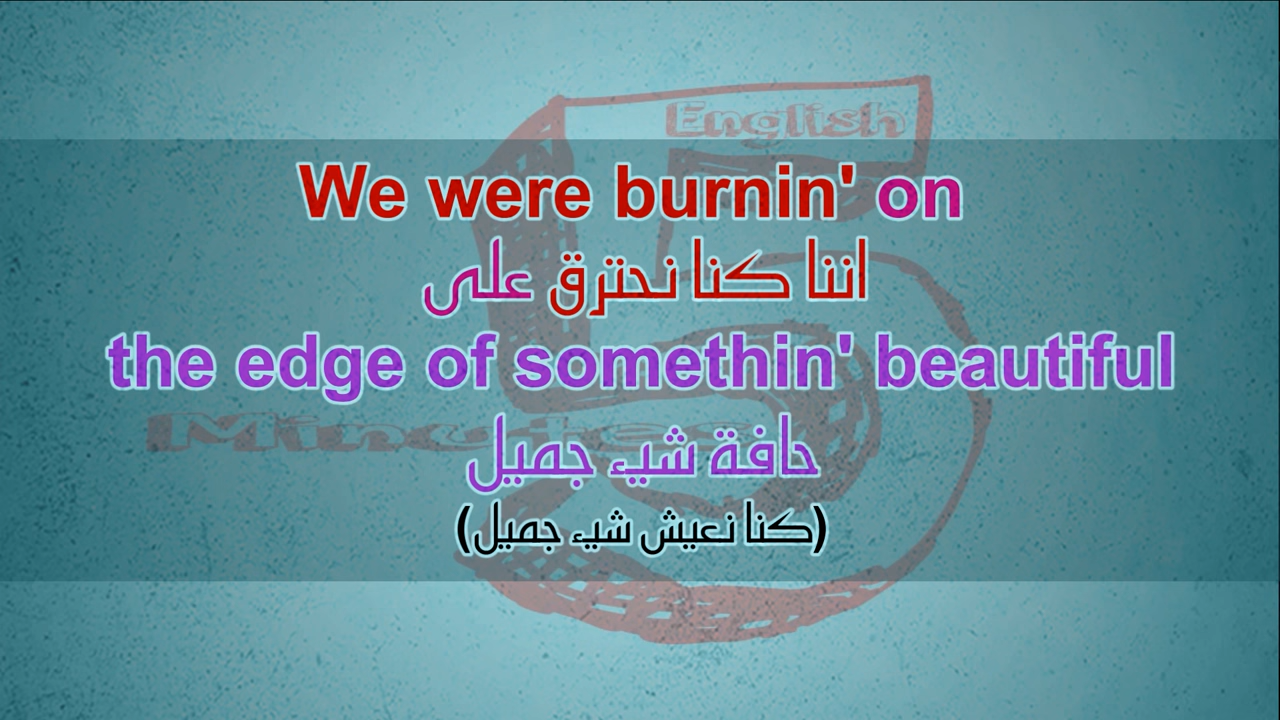 English
We were burnin' on
اننا كنا نحترق على
the edge of somethin' beautiful
Minutes
حافة شيء جميل
(كنا نعيش شيء جميل)